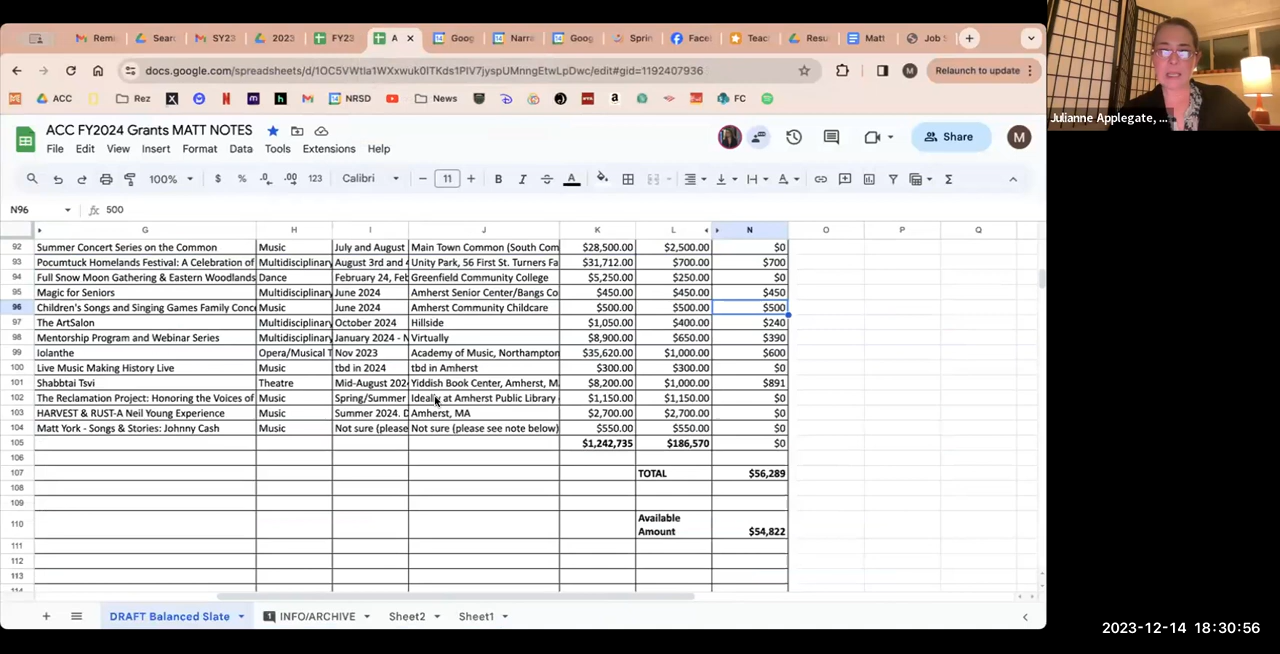 Remi
Sear
SY23
2023
FY23
A
Goog
Narra
Goog
Sprin
Facel
Teac
Resu
Matt
Job S
docs.google.com/spreadsheets/d/1OC5VWtla1WXxwuk0ITKds1PIV7jyspUMnngEtwLpDwc/edit#gid=1192407936
M
Relaunch to update
ACC
Rez
NRSD
News
FC
ACC FY2024 Grants MATT NOTES
Share
M
File Edit View Insert Format Data Tools Extensions Help
100% $ % .0 .00 123 Calibri 11 B I A
N96 fx 500
G H I J K L N O P Q
92 Summer Concert Series on the Common Music July and August Main Town Common (South Com $28,500.00 $2,500.00 $0
93 Pocumtuck Homelands Festival: A Celebration of Multidisciplinary August 3rd and 4 Unity Park, 56 First St. Turners Fa $31,712.00 $700.00 $700
94 Full Snow Moon Gathering & Eastern Woodlands Dance February 24, Feb Greenfield Community College $5,250.00 $250.00 $0
95 Magic for Seniors Multidisciplinary June 2024 Amherst Senior Center/Bangs Co $450.00 $450.00 $450
96 Children's Songs and Singing Games Family Conc Music June 2024 Amherst Community Childcare $500.00 $500.00 $500
97 The ArtSalon Multidisciplinary October 2024 Hillside $1,050.00 $400.00 $240
98 Mentorship Program and Webinar Series Multidisciplinary January 2024 - N Virtually $8,900.00 $650.00 $390
99 Iolanthe Opera/Musical T Nov 2023 Academy of Music, Northampton $35,620.00 $1,000.00 $600
100 Live Music Making History Live Music tbd in 2024 tbd in Amherst $300.00 $300.00 $0
101 Shabbtai Tsvi Theatre Mid-August 202 Yiddish Book Center, Amherst, M $8,200.00 $1,000.00 $891
102 The Reclamation Project: Honoring the Voices of Music Spring/Summer Ideally at Amherst Public Library $1,150.00 $1,150.00 $0
103 HARVEST & RUST-A Neil Young Experience Music Summer 2024. D Amherst, MA $2,700.00 $2,700.00 $0
104 Matt York - Songs & Stories: Johnny Cash Music Not sure (please Not sure (please see note below) $550.00 $550.00 $0
105 $1,242,735 $186,570 $0
106
107 TOTAL $56,289
108
109
110 Available Amount $54,822
111
112
113
114
DRAFT Balanced Slate 1 INFO/ARCHIVE Sheet2 Sheet1
Julianne Applegate, ...
2023-12-14 18:30:56